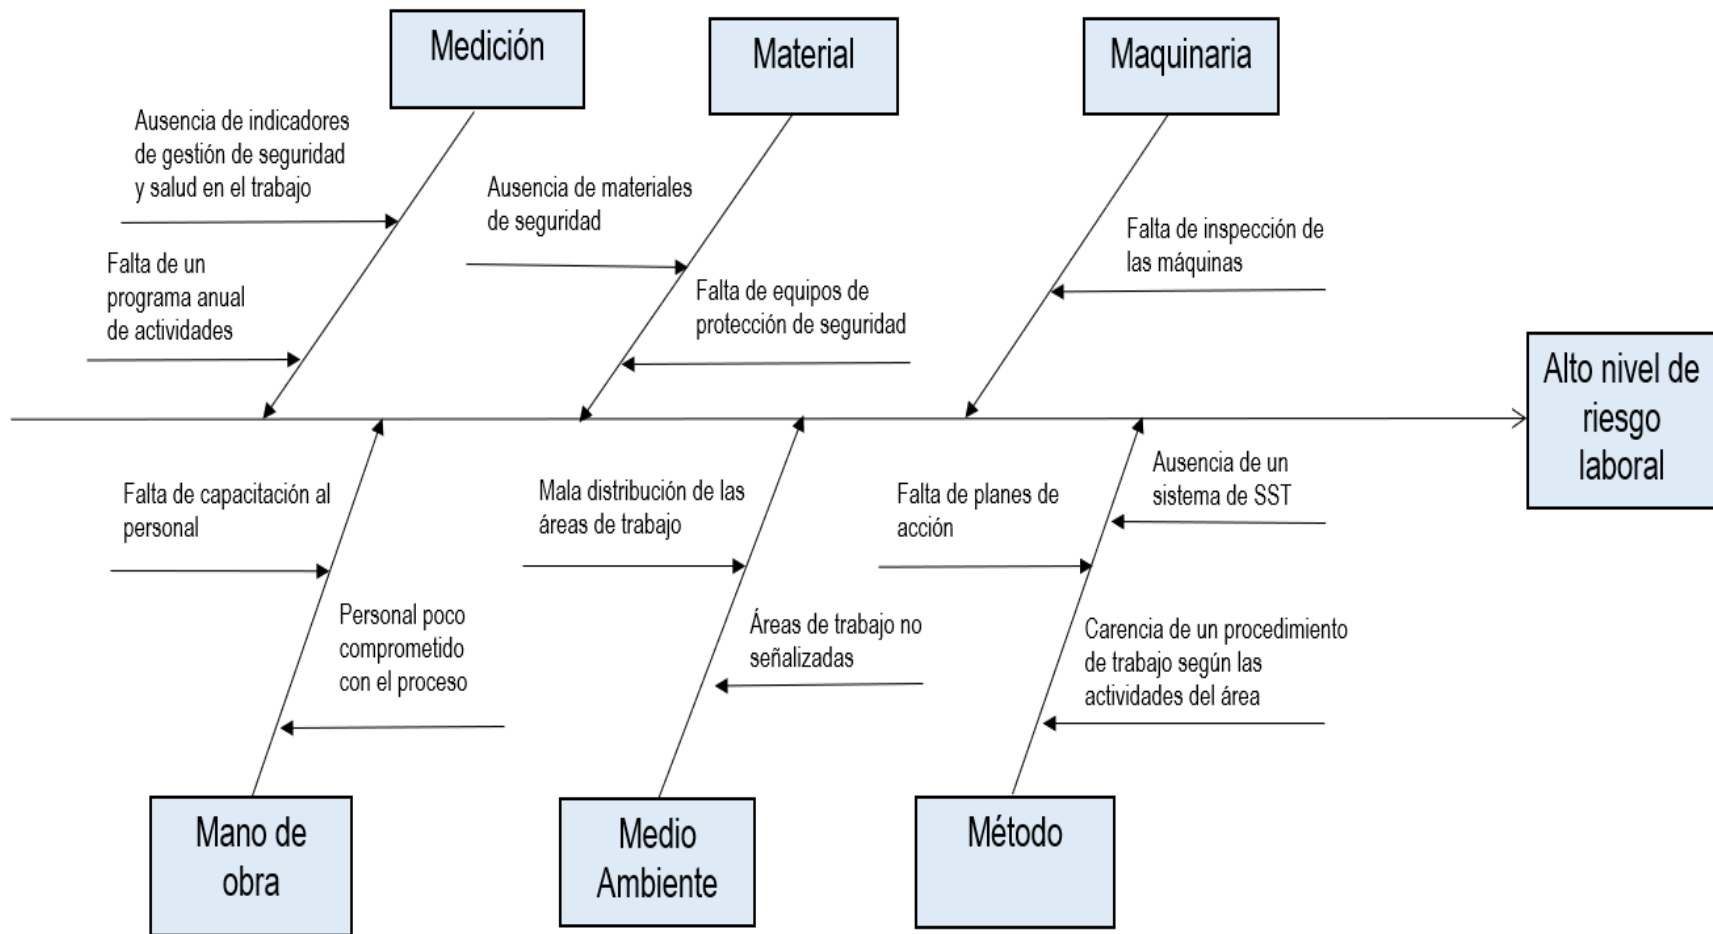 Medición
Material
Maquinaria
Ausencia de indicadores
de gestión de seguridad
y salud en el trabajo
Ausencia de materiales
de seguridad
Falta de inspección de
las máquinas
Falta de un
programa anual
de actividades
Falta de equipos de
protección de seguridad
Alto nivel de
riesgo
laboral
Falta de capacitación al
personal
Mala distribución de las
áreas de trabajo
Falta de planes de
acción
Ausencia de un
sistema de SST
Personal poco
comprometido
con el proceso
Áreas de trabajo no
señalizadas
Carencia de un procedimiento
de trabajo según las
actividades del área
Mano de
obra
Medio
Ambiente
Método